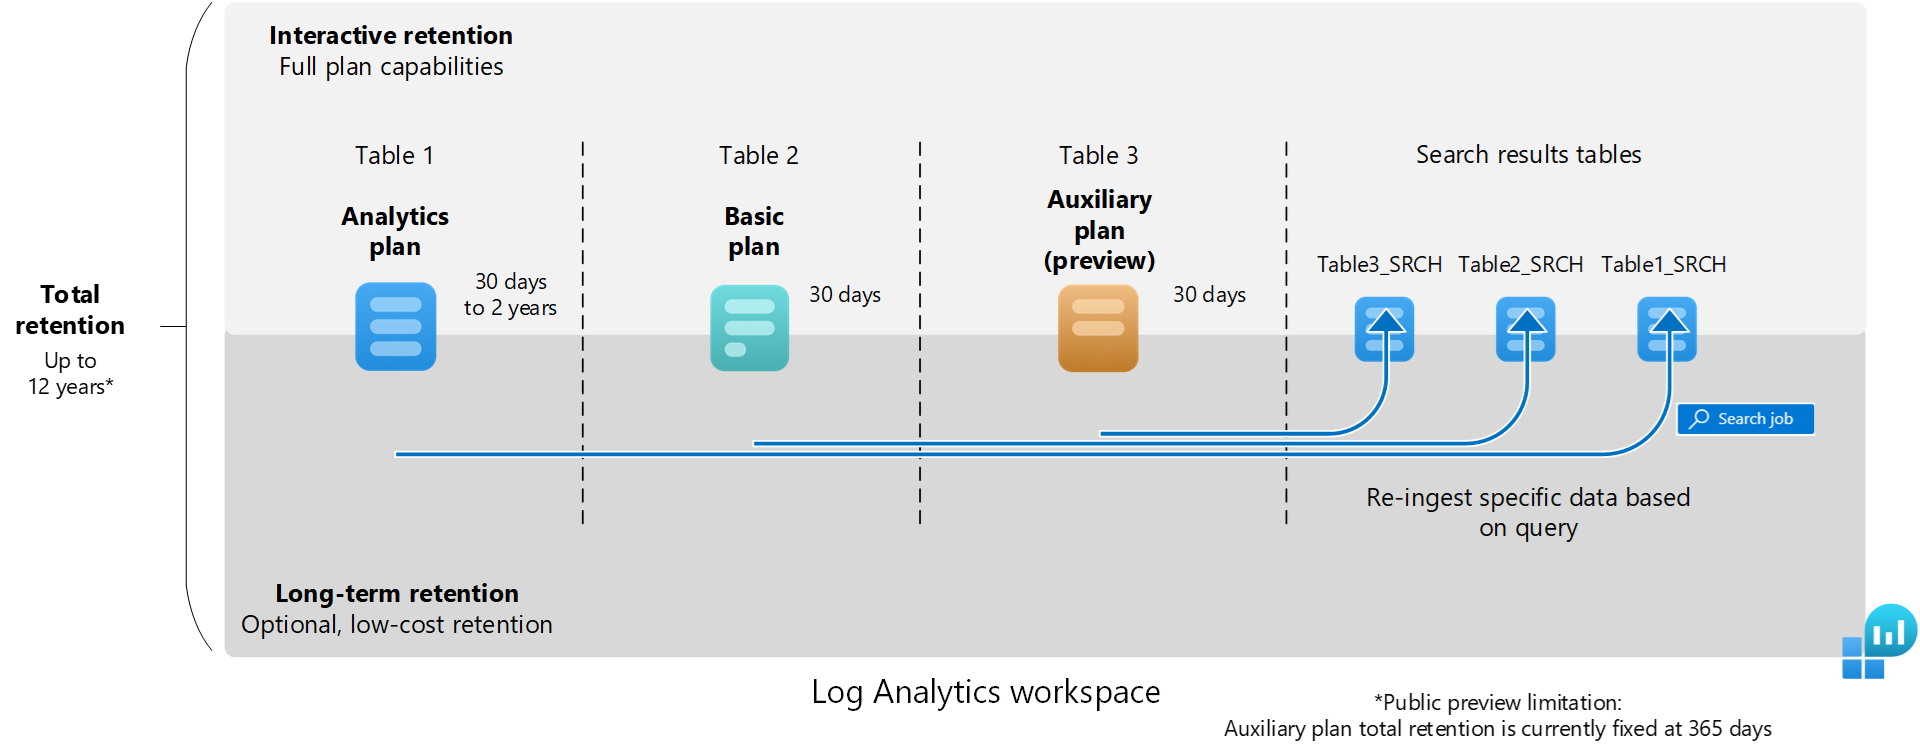 Interactive retention
Full plan capabilities
Table 1
Analytics
plan
30 days
to 2 years
Table 2
Basic
plan
30 days
Table 3
Auxiliary
plan
(preview)
30 days
Search results tables
Table3_SRCH
Table2_SRCH
Table1_SRCH
Total
retention
Up to
12 years*
Search job
Re-ingest specific data based
on query
Long-term retention
Optional, low-cost retention
Log Analytics workspace
*Public preview limitation:
Auxiliary plan total retention is currently fixed at 365 days